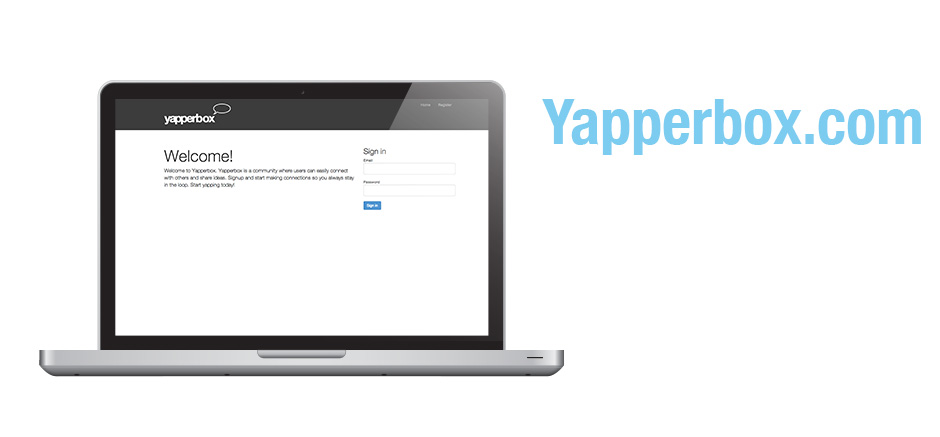 Yapperbox.com
yapperbox
Home
Register
Welcome!
Welcome to Yapperbox. Yapperbox is a community where users can easily connect
with others and share ideas. Signup and start making connections so you always stay
in the loop. Start yapping today!
Sign in
Email
Password
Sign in